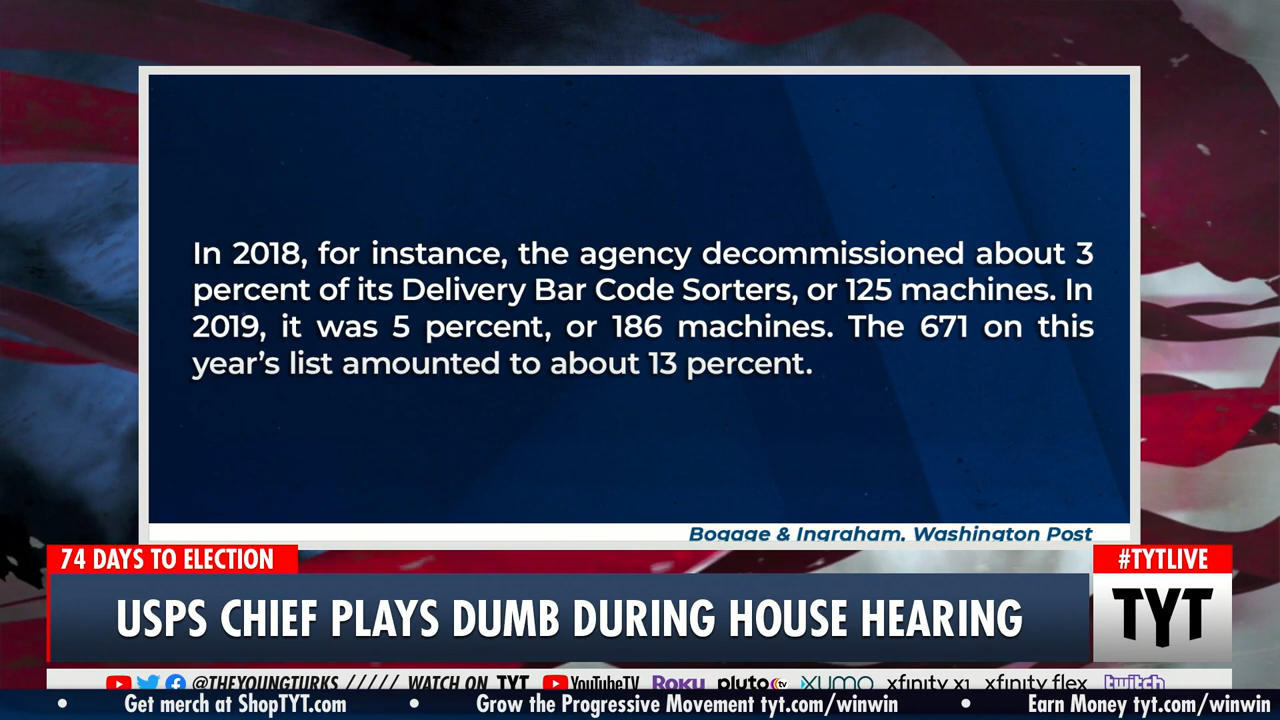 In 2018, for instance, the agency decommissioned about 3
percent of its Delivery Bar Code Sorters, or 125 machines. In
2019, it was 5 percent, or 186 machines. The 671 on this
year's list amounted to about 13 percent.
Bogage & Ingraham, Washington Post
74 DAYS TO ELECTION
#TYTLIVE
USPS CHIEF PLAYS DUMB DURING HOUSE HEARING
TYT
@THEYOUNGTURKS ///// WATCH ON TYT YouTubeTV Roku pluto tv xumo xfinity x1 xfinity flex twitch
• Get merch at ShopTYT.com • Grow the Progressive Movement tyt.com/winwin • Earn Money tyt.com/winwin